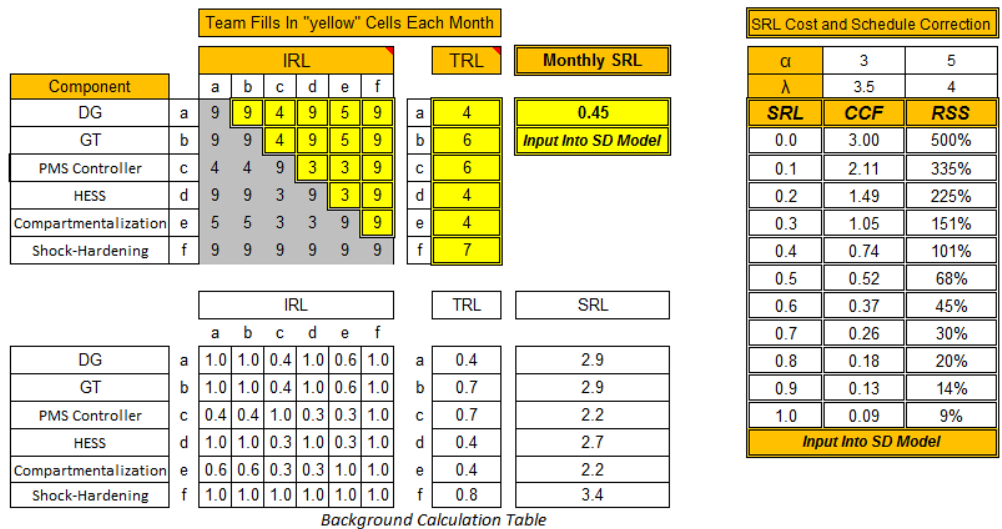 Team Fills In "yellow" Cells Each Month
IRL TRL Monthly SRL
Component a b c d e f
DG a 9 9 4 9 5 9 a 4 0.45
GT b 9 9 4 9 5 9 b 6 Input Into SD Model
PMS Controller c 4 4 9 3 3 9 c 6
HESS d 9 9 3 9 3 9 d 4
Compartmentalization e 5 5 3 3 9 9 e 4
Shock-Hardening f 9 9 9 9 9 9 f 7
IRL TRL SRL
a b c d e f
DG a 1.0 1.0 0.4 1.0 0.6 1.0 a 0.4 2.9
GT b 1.0 1.0 0.4 1.0 0.6 1.0 b 0.7 2.9
PMS Controller c 0.4 0.4 1.0 0.3 0.3 1.0 c 0.7 2.2
HESS d 1.0 1.0 0.3 1.0 0.3 1.0 d 0.4 2.7
Compartmentalization e 0.6 0.6 0.3 0.3 1.0 1.0 e 0.4 2.2
Shock-Hardening f 1.0 1.0 1.0 1.0 1.0 1.0 f 0.8 3.4
Background Calculation Table
SRL Cost and Schedule Correction
α 3 5
λ 3.5 4
SRL CCF RSS
0.0 3.00 500%
0.1 2.11 335%
0.2 1.49 225%
0.3 1.05 151%
0.4 0.74 101%
0.5 0.52 68%
0.6 0.37 45%
0.7 0.26 30%
0.8 0.18 20%
0.9 0.13 14%
1.0 0.09 9%
Input Into SD Model